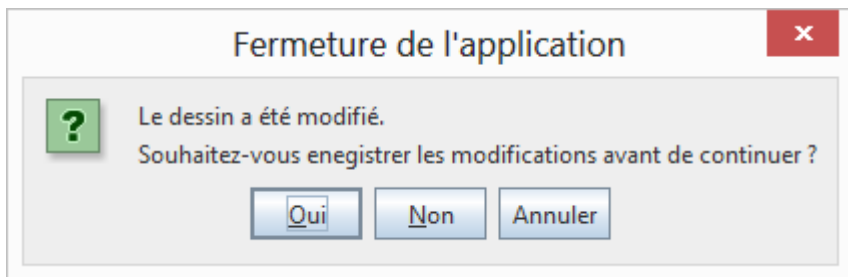 Fermeture de l'application
Le dessin a été modifié.
Souhaitez-vous enegistrer les modifications avant de continuer ?
Oui Non Annuler